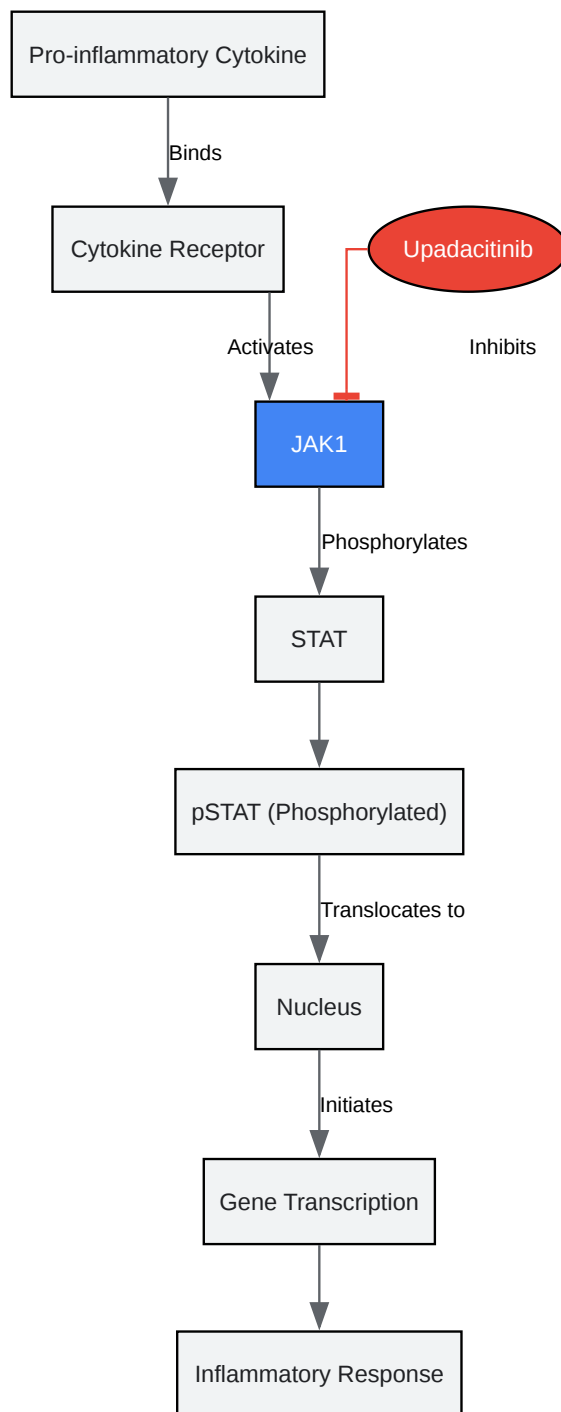 Pro-inflammatory Cytokine
Binds
Cytokine Receptor
Upadacitinib
Activates
Inhibits
JAK1
Phosphorylates
STAT
pSTAT (Phosphorylated)
Translocates to
Nucleus
Initiates
Gene Transcription
Inflammatory Response